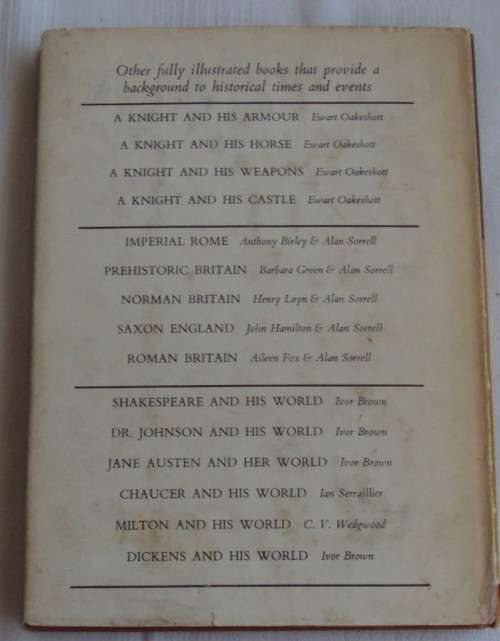 Other fully illustrated books that provide a
background to historical times and events
A KNIGHT AND HIS ARMOUR Ewart Oakeshott
A KNIGHT AND HIS HORSE Ewart Oakeshott
A KNIGHT AND HIS WEAPONS Ewart Oakeshott
A KNIGHT AND HIS CASTLE Ewart Oakeshott
IMPERIAL ROME Anthony Birley & Alan Sorrell
PREHISTORIC BRITAIN Barbara Green & Alan Sorrell
NORMAN BRITAIN Henry Loyn & Alan Sorrell
SAXON ENGLAND John Hamilton & Alan Sorrell
ROMAN BRITAIN Aileen Fox & Alan Sorrell
SHAKESPEARE AND HIS WORLD Ivor Brown
DR. JOHNSON AND HIS WORLD Ivor Brown
JANE AUSTEN AND HER WORLD Ivor Brown
CHAUCER AND HIS WORLD Ian Serraillier
MILTON AND HIS WORLD C. V. Wedgwood
DICKENS AND HIS WORLD Ivor Brown